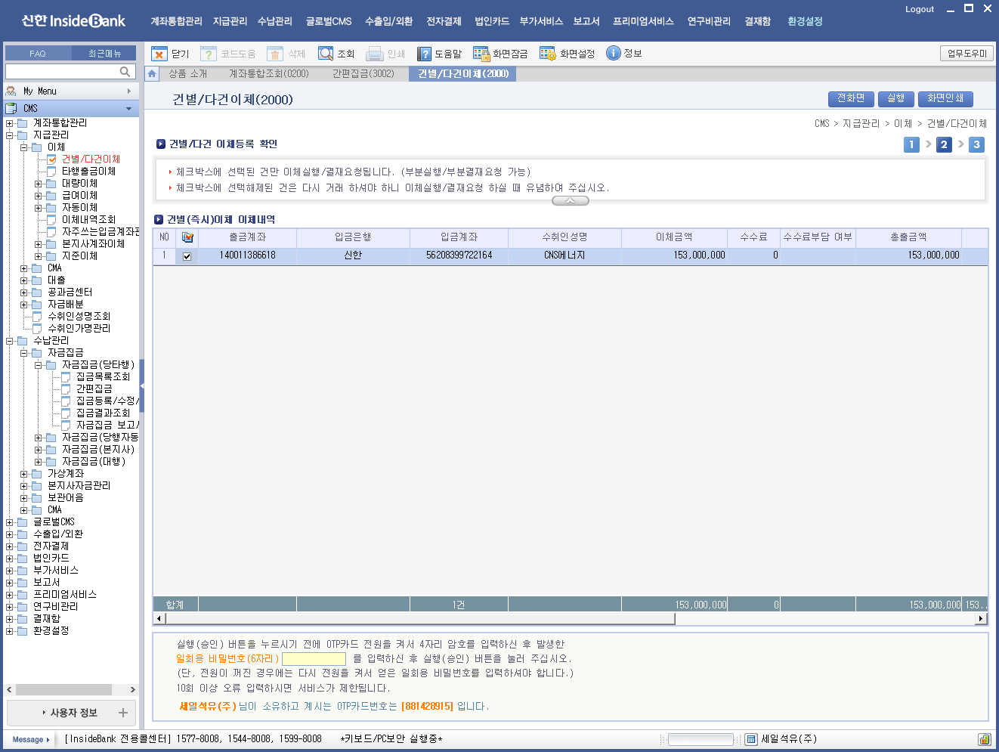 신한 InsideBank
계좌통합관리 지급관리 수납관리 글로벌CMS 수출입/외환 전자결제 법인카드 부가서비스 보고서 프리미엄서비스 연구비관리 결재함 환경설정
Logout
FAQ 최근메뉴
닫기 코드도움 삭제 조회 인쇄 도움말 화면잠금 화면설정 정보 업무도우미
상품 소개 계좌통합조회(0200) 간편집금(3002) 건별/다건이체(2000)
My Menu
CMS
계좌통합관리
지급관리
이체
건별/다건이체
타행출금이체
대량이체
급여이체
자동이체
이체내역조회
자주쓰는입금계좌관
본지사계좌이체
지준이체
CMA
대출
공과금센터
자금배분
수취인성명조회
수취인가명관리
수납관리
자금집금
자금집금(당타행)
집금목록조회
간편집금
집금등록/수정/
집금결과조회
자금집금 보고서
자금집금(당행자동
자금집금(본지사)
자금집금(대행)
가상계좌
본지사자금관리
보관어음
CMA
글로벌CMS
수출입/외환
전자결제
법인카드
부가서비스
보고서
프리미엄서비스
연구비관리
결재함
환경설정
사용자 정보
건별/다건이체(2000)
전화면 실행 화면인쇄
CMS > 지급관리 > 이체 > 건별/다건이체
건별/다건 이체등록 확인
1 > 2 > 3
체크박스에 선택된 건만 이체실행/결재요청됩니다. (부분실행/부분결재요청 가능)
체크박스에 선택해제된 건은 다시 거래 하셔야 하니 이체실행/결재요청 하실 때 유념하여 주십시오.
건별(즉시)이체 이체내역
NO 출금계좌 입금은행 입금계좌 수취인성명 이체금액 수수료 수수료부담 여부 총출금액
1 140011386618 신한 56208399722164 CNS에너지 153,000,000 0 153,000,000
합계 1건 153,000,000 0 153,000,000 153..
실행(승인) 버튼을 누르시기 전에 OTP카드 전원을 켜서 4자리 암호를 입력하신 후 발생한
일회용 비밀번호(6자리) 를 입력하신 후 실행(승인) 버튼을 눌러 주십시오.
(단, 전원이 꺼진 경우에는 다시 전원을 켜서 얻은 일회용 비밀번호를 입력하셔야 합니다.)
10회 이상 오류 입력하시면 서비스가 제한됩니다.
세일석유(주)님이 소유하고 계시는 OTP카드번호는 [881428915] 입니다.
Message [InsideBank 전용콜센터] 1577-8008, 1544-8008, 1599-8008 *키보드/PC보안 실행중* 세일석유(주)